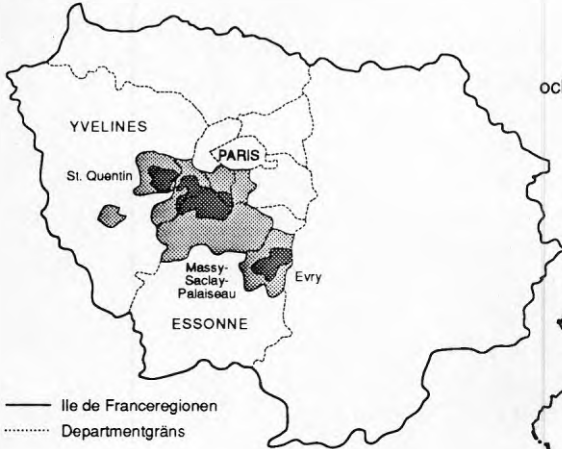 YVELINES
PARIS
St. Quentin
Massy-
Saclay-
Palaiseau
Evry
ESSONNE
Ile de Franceregionen
Departmentgräns